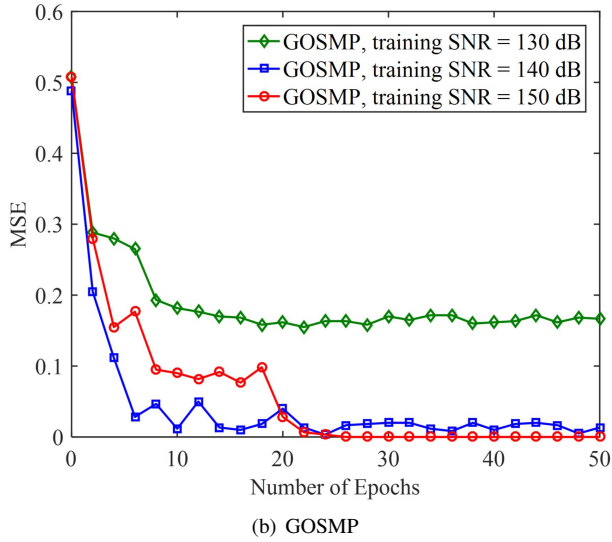 0.6
0.5
0.4
0.3
0.2
0.1
0
MSE
GOSMP, training SNR = 130 dB
GOSMP, training SNR = 140 dB
GOSMP, training SNR = 150 dB
0 10 20 30 40 50
Number of Epochs
(b) GOSMP